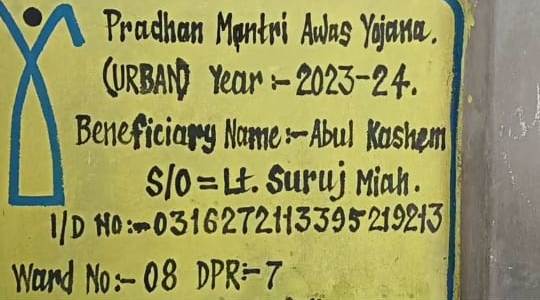 Pradhan Mantri Awas Yojana.
(URBAN) Year :- 2023-24.
Beneficiary Name:- Abul Kashem
S/O = Lt. Suruj Miah.
I/D No:- 0316272113395219213
Ward No:- 08 DPR:- 7